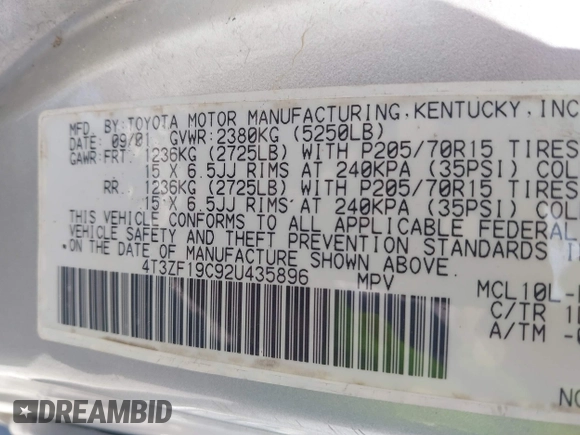 MFD. BY:TOYOTA MOTOR MANUFACTURING,KENTUCKY,INC
DATE: 09/01 GVWR:2380KG (5250LB)
GAWR:FRT 1236KG (2725LB) WITH P205/70R15 TIRES
15 X 6.5JJ RIMS AT 240KPA (35PSI) COL
RR 1236KG (2725LB) WITH P205/70R15 TIRES
15 X 6.5JJ RIMS AT 240KPA (35PSI) COL
THIS VEHICLE CONFORMS TO ALL APPLICABLE FEDERAL
VEHICLE SAFETY AND THEFT PREVENTION STANDARDS
ON THE DATE OF MANUFACTURE SHOWN ABOVE.
4T3ZF19C92U435896 MPV
MCL10L-
C/TR
A/TM
DREAMBID